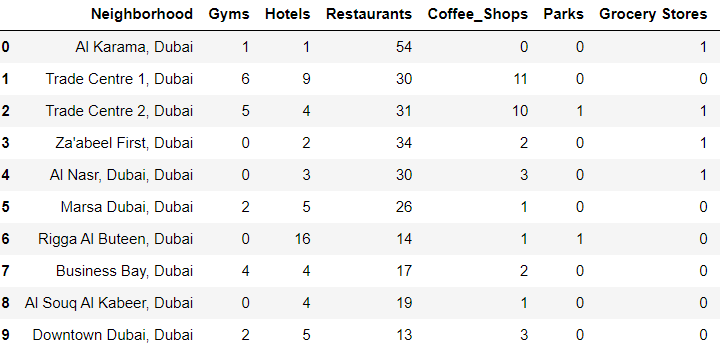 Neighborhood Gyms Hotels Restaurants Coffee_Shops Parks Grocery Stores
0 Al Karama, Dubai 1 1 54 0 0 1
1 Trade Centre 1, Dubai 6 9 30 11 0 0
2 Trade Centre 2, Dubai 5 4 31 10 1 1
3 Za'abeel First, Dubai 0 2 34 2 0 1
4 Al Nasr, Dubai, Dubai 0 3 30 3 0 1
5 Marsa Dubai, Dubai 2 5 26 1 0 0
6 Rigga Al Buteen, Dubai 0 16 14 1 1 0
7 Business Bay, Dubai 4 4 17 2 0 0
8 Al Souq Al Kabeer, Dubai 0 4 19 1 0 0
9 Downtown Dubai, Dubai 2 5 13 3 0 0